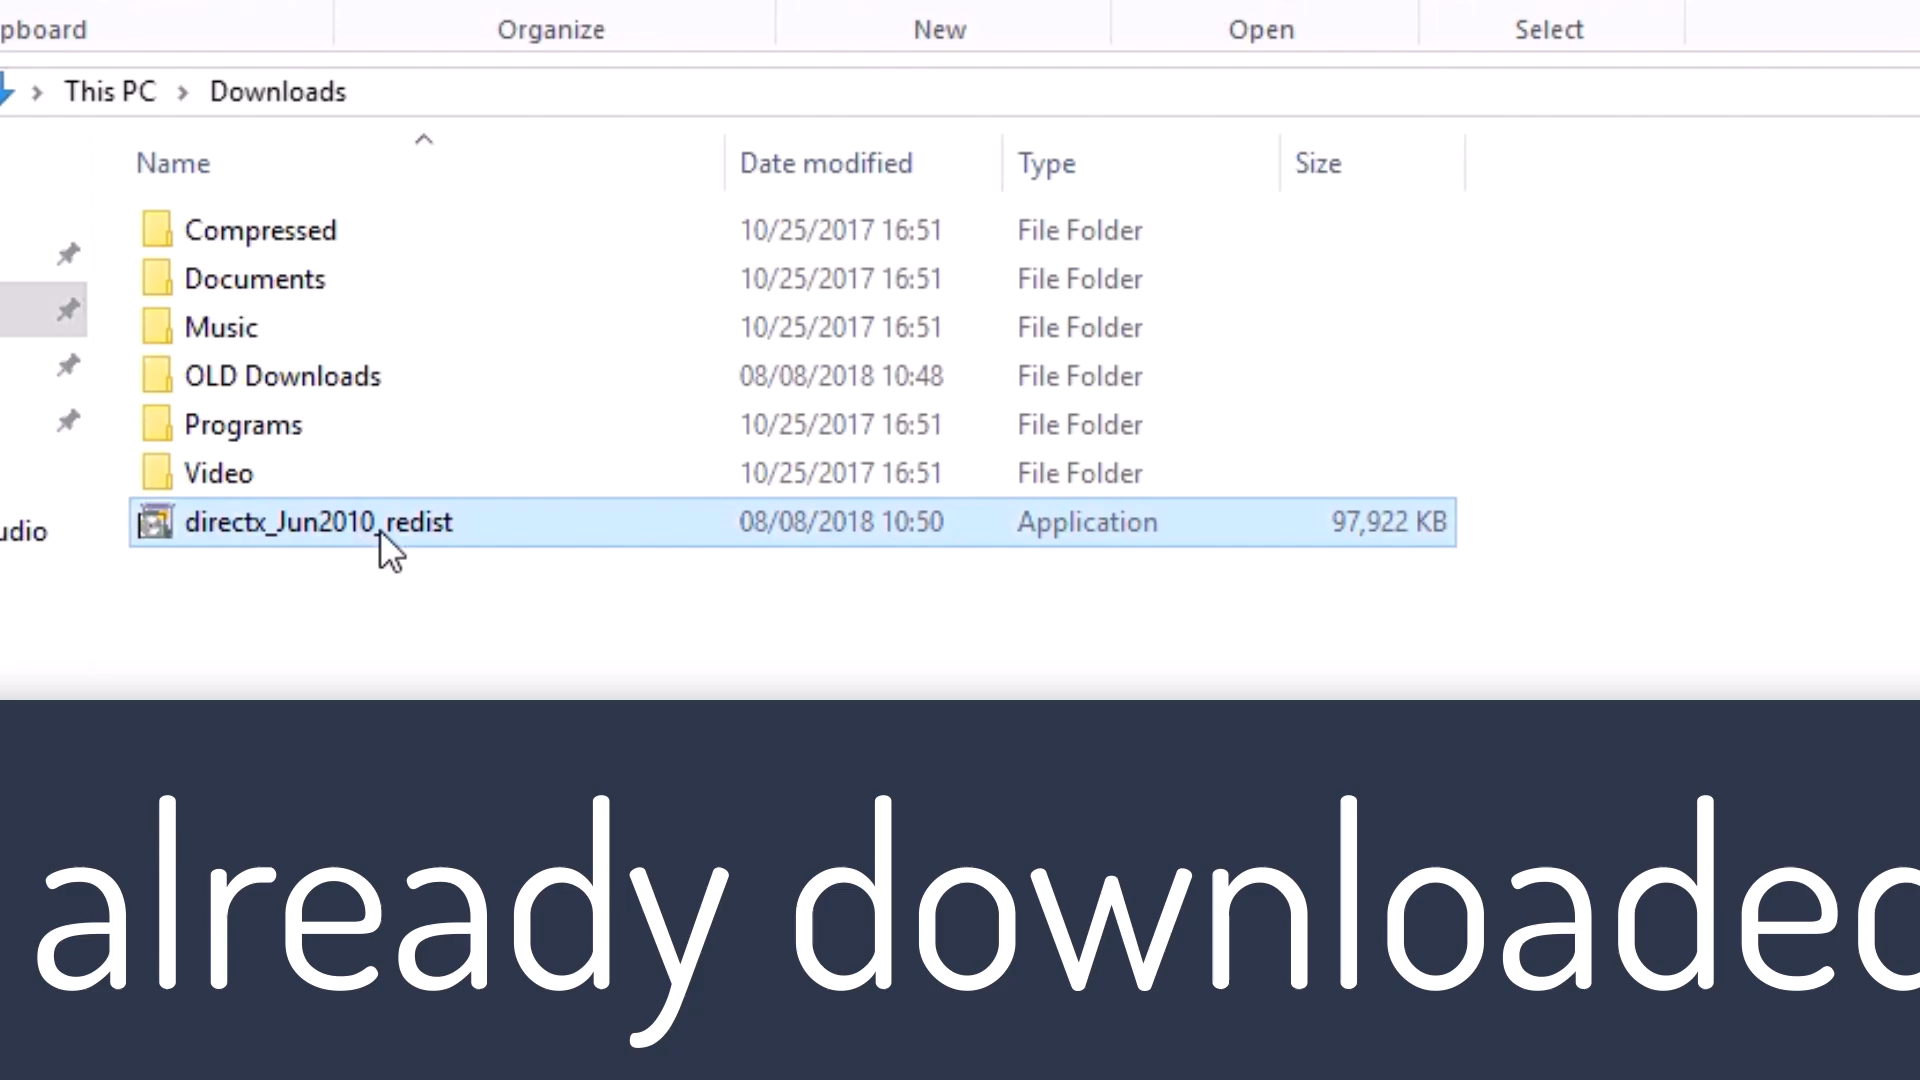 pboard Organize New Open Select
This PC Downloads
Name Date modified Type Size
Compressed 10/25/2017 16:51 File Folder
Documents 10/25/2017 16:51 File Folder
Music 10/25/2017 16:51 File Folder
OLD Downloads 08/08/2018 10:48 File Folder
Programs 10/25/2017 16:51 File Folder
Video 10/25/2017 16:51 File Folder
udio directx_Jun2010_redist 08/08/2018 10:50 Application 97,922 KB
already downloaded